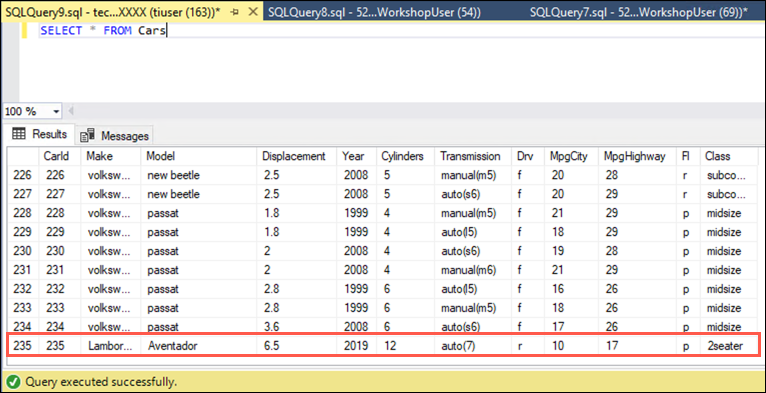 SQLQuery9.sql - tec...XXXX (tiuser (163))* SQLQuery8.sql - 52...WorkshopUser (54)) SQLQuery7.sql - 52...WorkshopUser (69))*
SELECT * FROM Cars
100 %
Results Messages
CarId Make Model Displacement Year Cylinders Transmission Drv MpgCity MpgHighway Fl Class
226 226 volksw... new beetle 2.5 2008 5 manual(m5) f 20 28 r subco...
227 227 volksw... new beetle 2.5 2008 5 auto(s6) f 20 29 r subco...
228 228 volksw... passat 1.8 1999 4 manual(m5) f 21 29 p midsize
229 229 volksw... passat 1.8 1999 4 auto(l5) f 18 29 p midsize
230 230 volksw... passat 2 2008 4 auto(s6) f 19 28 p midsize
231 231 volksw... passat 2 2008 4 manual(m6) f 21 29 p midsize
232 232 volksw... passat 2.8 1999 6 auto(l5) f 16 26 p midsize
233 233 volksw... passat 2.8 1999 6 manual(m5) f 18 26 p midsize
234 234 volksw... passat 3.6 2008 6 auto(s6) f 17 26 p midsize
235 235 Lambor... Aventador 6.5 2019 12 auto(7) r 10 17 p 2seater
Query executed successfully.